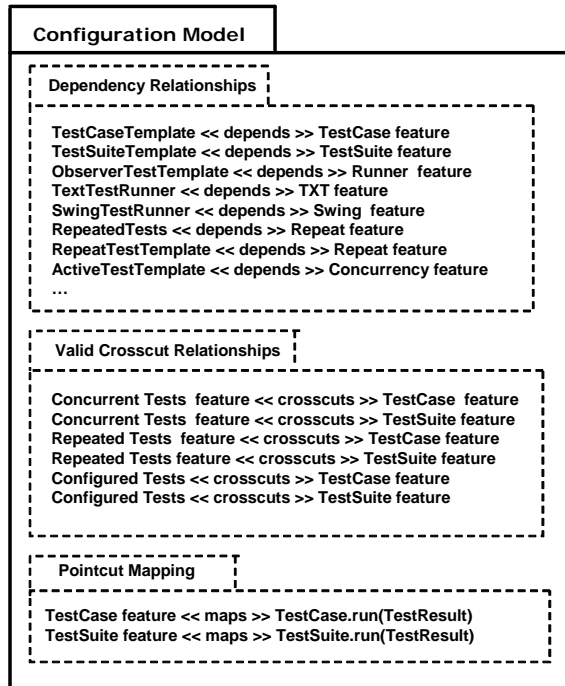 Configuration Model
Dependency Relationships
TestCaseTemplate << depends >> TestCase feature
TestSuiteTemplate << depends >> TestSuite feature
ObserverTestTemplate << depends >> Runner feature
TextTestRunner << depends >> TXT feature
SwingTestRunner << depends >> Swing feature
RepeatedTests << depends >> Repeat feature
RepeatTestTemplate << depends >> Repeat feature
ActiveTestTemplate << depends >> Concurrency feature
…
Valid Crosscut Relationships
Concurrent Tests feature << crosscuts >> TestCase feature
Concurrent Tests feature << crosscuts >> TestSuite feature
Repeated Tests feature << crosscuts >> TestCase feature
Repeated Tests feature << crosscuts >> TestSuite feature
Configured Tests << crosscuts >> TestCase feature
Configured Tests << crosscuts >> TestSuite feature
Pointcut Mapping
TestCase feature << maps >> TestCase.run(TestResult)
TestSuite feature << maps >> TestSuite.run(TestResult)